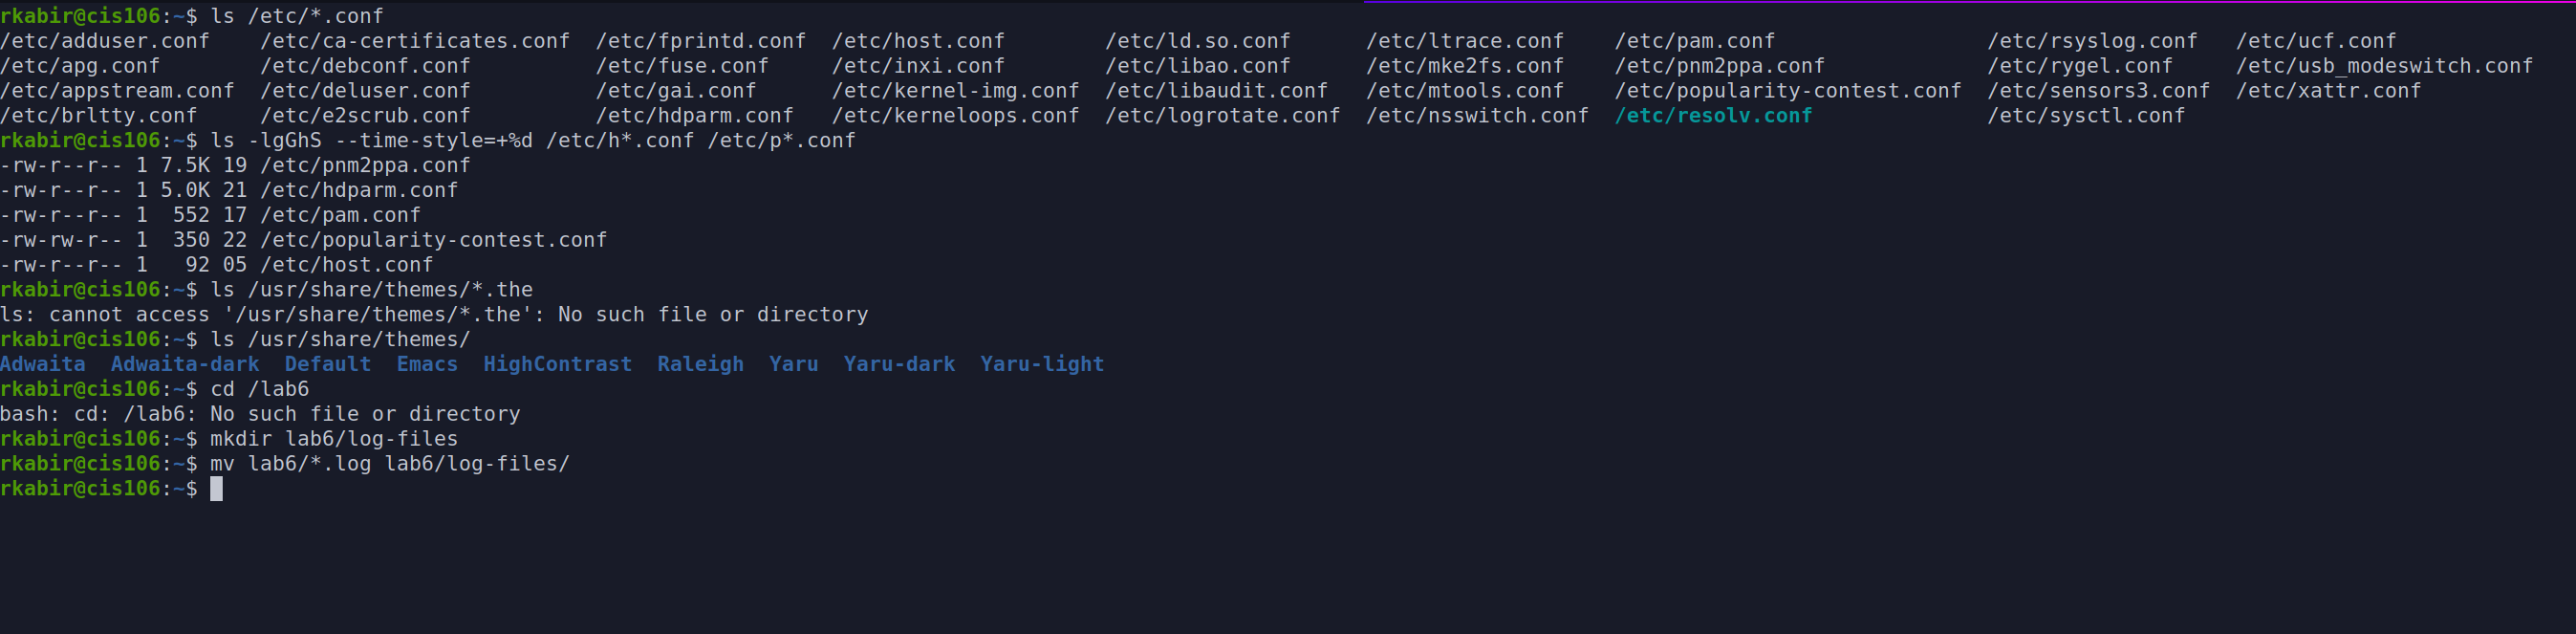 rkabir@cis106:~$ ls /etc/*.conf
/etc/adduser.conf    /etc/ca-certificates.conf  /etc/fprintd.conf  /etc/host.conf        /etc/ld.so.conf      /etc/ltrace.conf    /etc/pam.conf                 /etc/rsyslog.conf   /etc/ucf.conf
/etc/apg.conf        /etc/debconf.conf          /etc/fuse.conf     /etc/inxi.conf        /etc/libao.conf      /etc/mke2fs.conf    /etc/pnm2ppa.conf             /etc/rygel.conf     /etc/usb_modeswitch.conf
/etc/appstream.conf  /etc/deluser.conf          /etc/gai.conf      /etc/kernel-img.conf  /etc/libaudit.conf   /etc/mtools.conf    /etc/popularity-contest.conf  /etc/sensors3.conf  /etc/xattr.conf
/etc/brltty.conf     /etc/e2scrub.conf          /etc/hdparm.conf   /etc/kerneloops.conf  /etc/logrotate.conf  /etc/nsswitch.conf  /etc/resolv.conf              /etc/sysctl.conf
rkabir@cis106:~$ ls -lgGhS --time-style=+%d /etc/h*.conf /etc/p*.conf
-rw-r--r-- 1 7.5K 19 /etc/pnm2ppa.conf
-rw-r--r-- 1 5.0K 21 /etc/hdparm.conf
-rw-r--r-- 1  552 17 /etc/pam.conf
-rw-rw-r-- 1  350 22 /etc/popularity-contest.conf
-rw-r--r-- 1   92 05 /etc/host.conf
rkabir@cis106:~$ ls /usr/share/themes/*.the
ls: cannot access '/usr/share/themes/*.the': No such file or directory
rkabir@cis106:~$ ls /usr/share/themes/
Adwaita  Adwaita-dark  Default  Emacs  HighContrast  Raleigh  Yaru  Yaru-dark  Yaru-light
rkabir@cis106:~$ cd /lab6
bash: cd: /lab6: No such file or directory
rkabir@cis106:~$ mkdir lab6/log-files
rkabir@cis106:~$ mv lab6/*.log lab6/log-files/
rkabir@cis106:~$